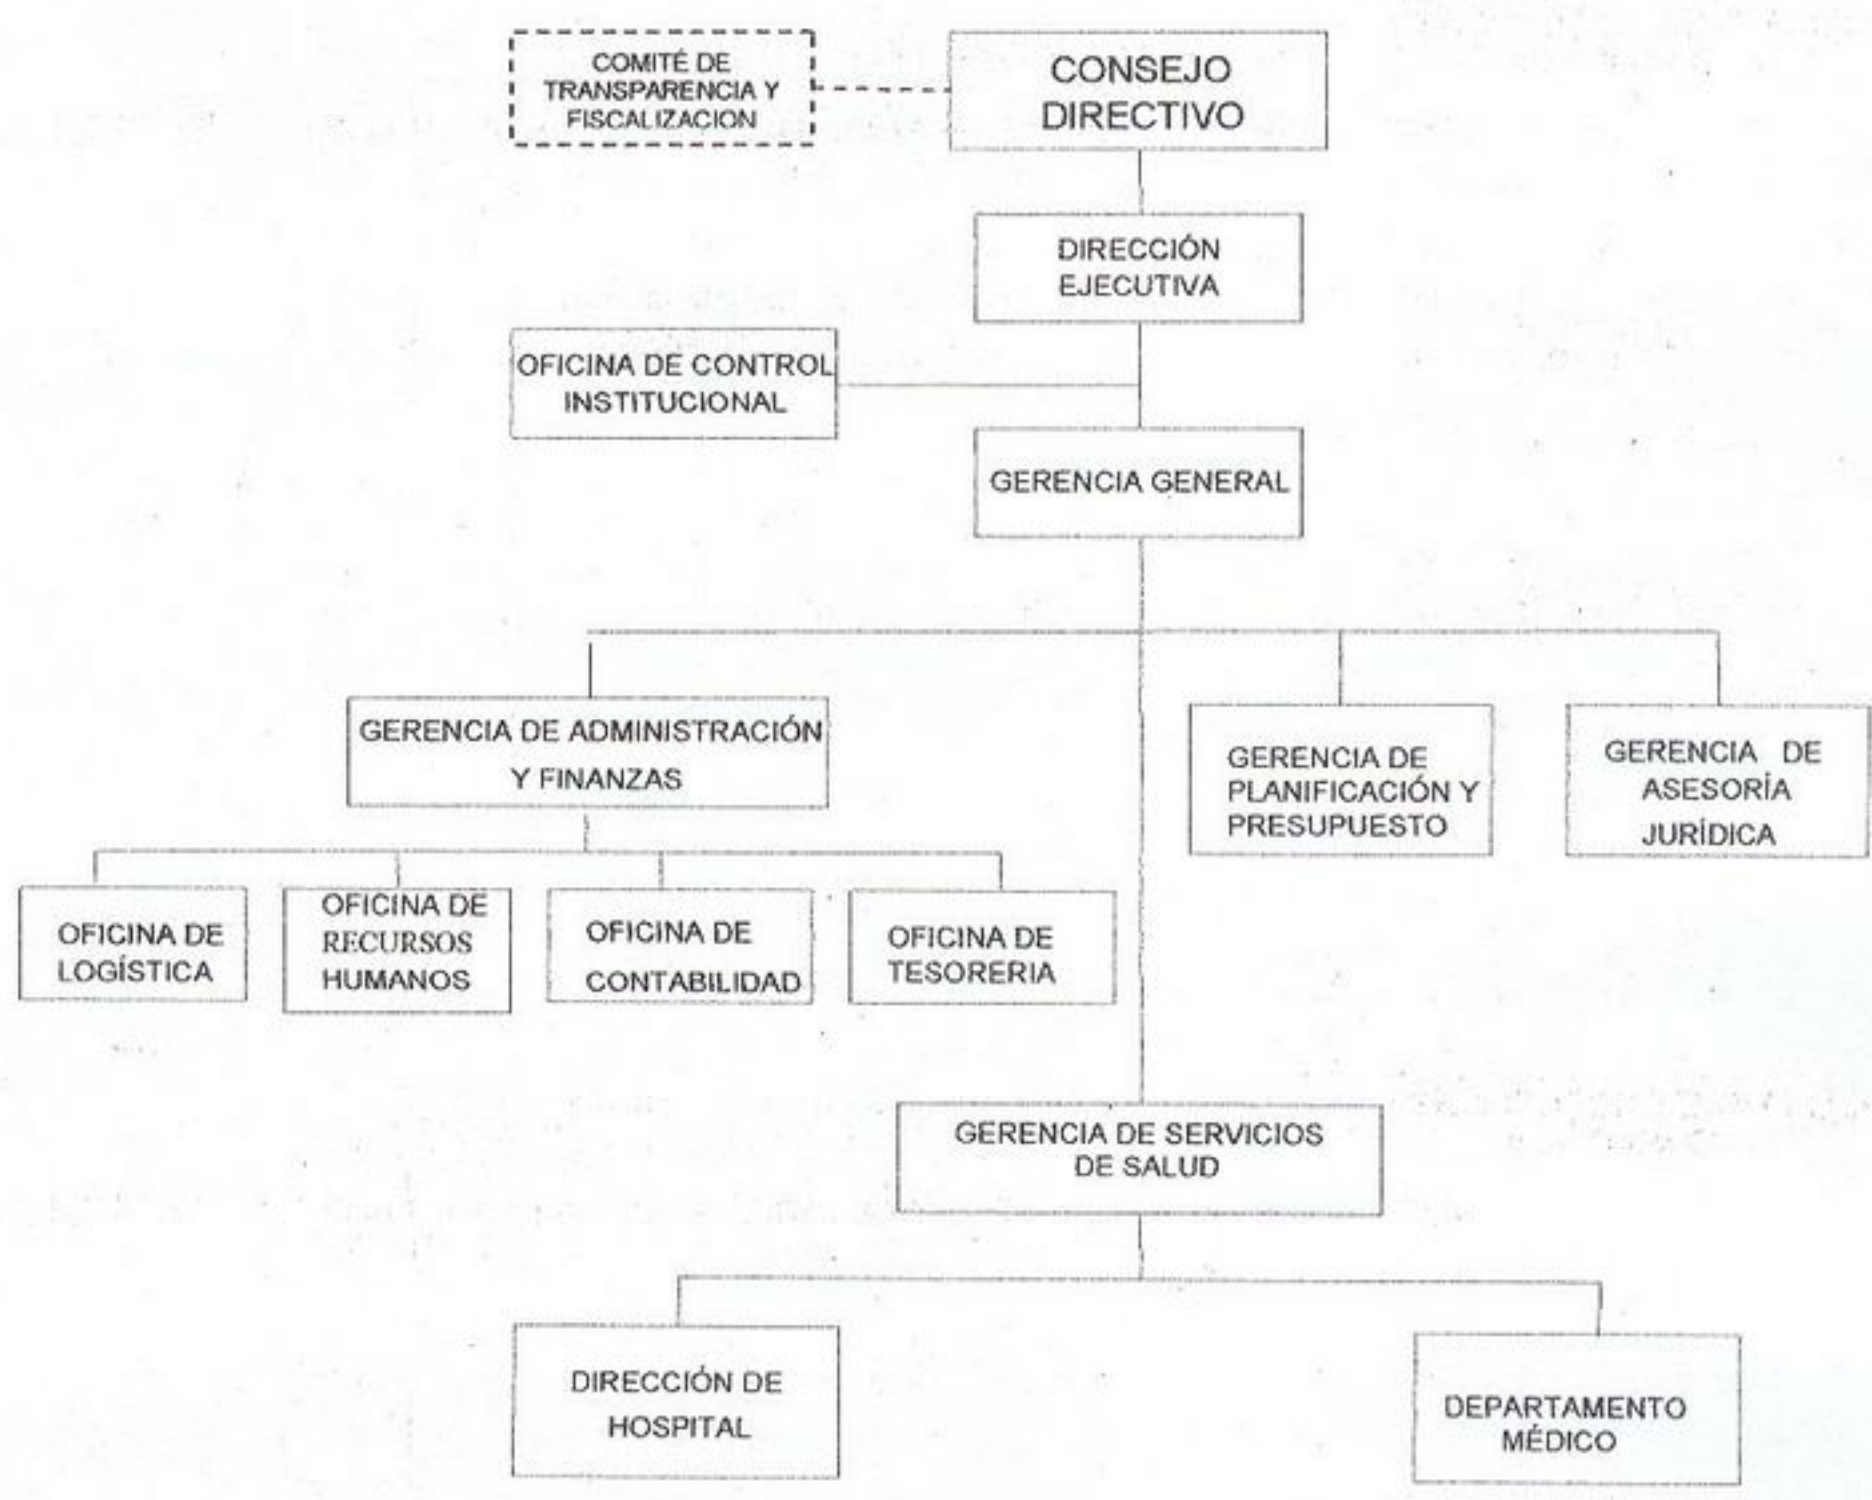 COMITÉ DE
TRANSPARENCIA Y
FISCALIZACION
CONSEJO
DIRECTIVO
DIRECCIÓN
EJECUTIVA
OFICINA DE CONTROL
INSTITUCIONAL
GERENCIA GENERAL
GERENCIA DE ADMINISTRACIÓN
Y FINANZAS
GERENCIA DE
PLANIFICACIÓN Y
PRESUPUESTO
GERENCIA DE
ASESORÍA
JURÍDICA
OFICINA DE
LOGÍSTICA
OFICINA DE
RECURSOS
HUMANOS
OFICINA DE
CONTABILIDAD
OFICINA DE
TESORERIA
GERENCIA DE SERVICIOS
DE SALUD
DIRECCIÓN DE
HOSPITAL
DEPARTAMENTO
MÉDICO